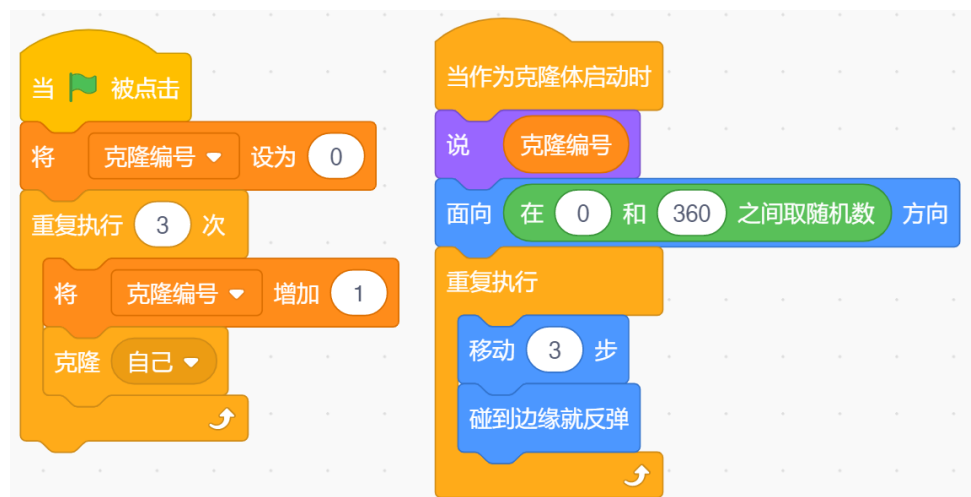 当 被点击
将 克隆编号 设为 0
重复执行 3 次
将 克隆编号 增加 1
克隆 自己
当作为克隆体启动时
说 克隆编号
面向 在 0 和 360 之间取随机数 方向
重复执行
移动 3 步
碰到边缘就反弹